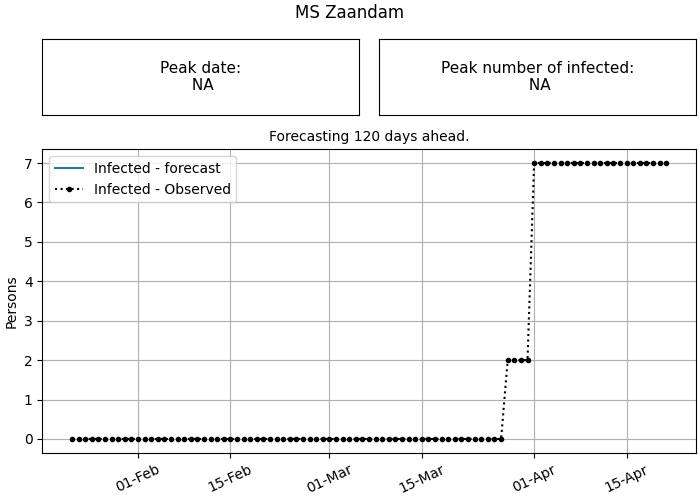 MS Zaandam
Peak date:
NA
Peak number of infected:
NA
Forecasting 120 days ahead.
Infected - forecast
Infected - Observed
Persons
7
6
5
4
3
2
1
0
01-Feb
15-Feb
01-Mar
15-Mar
01-Apr
15-Apr